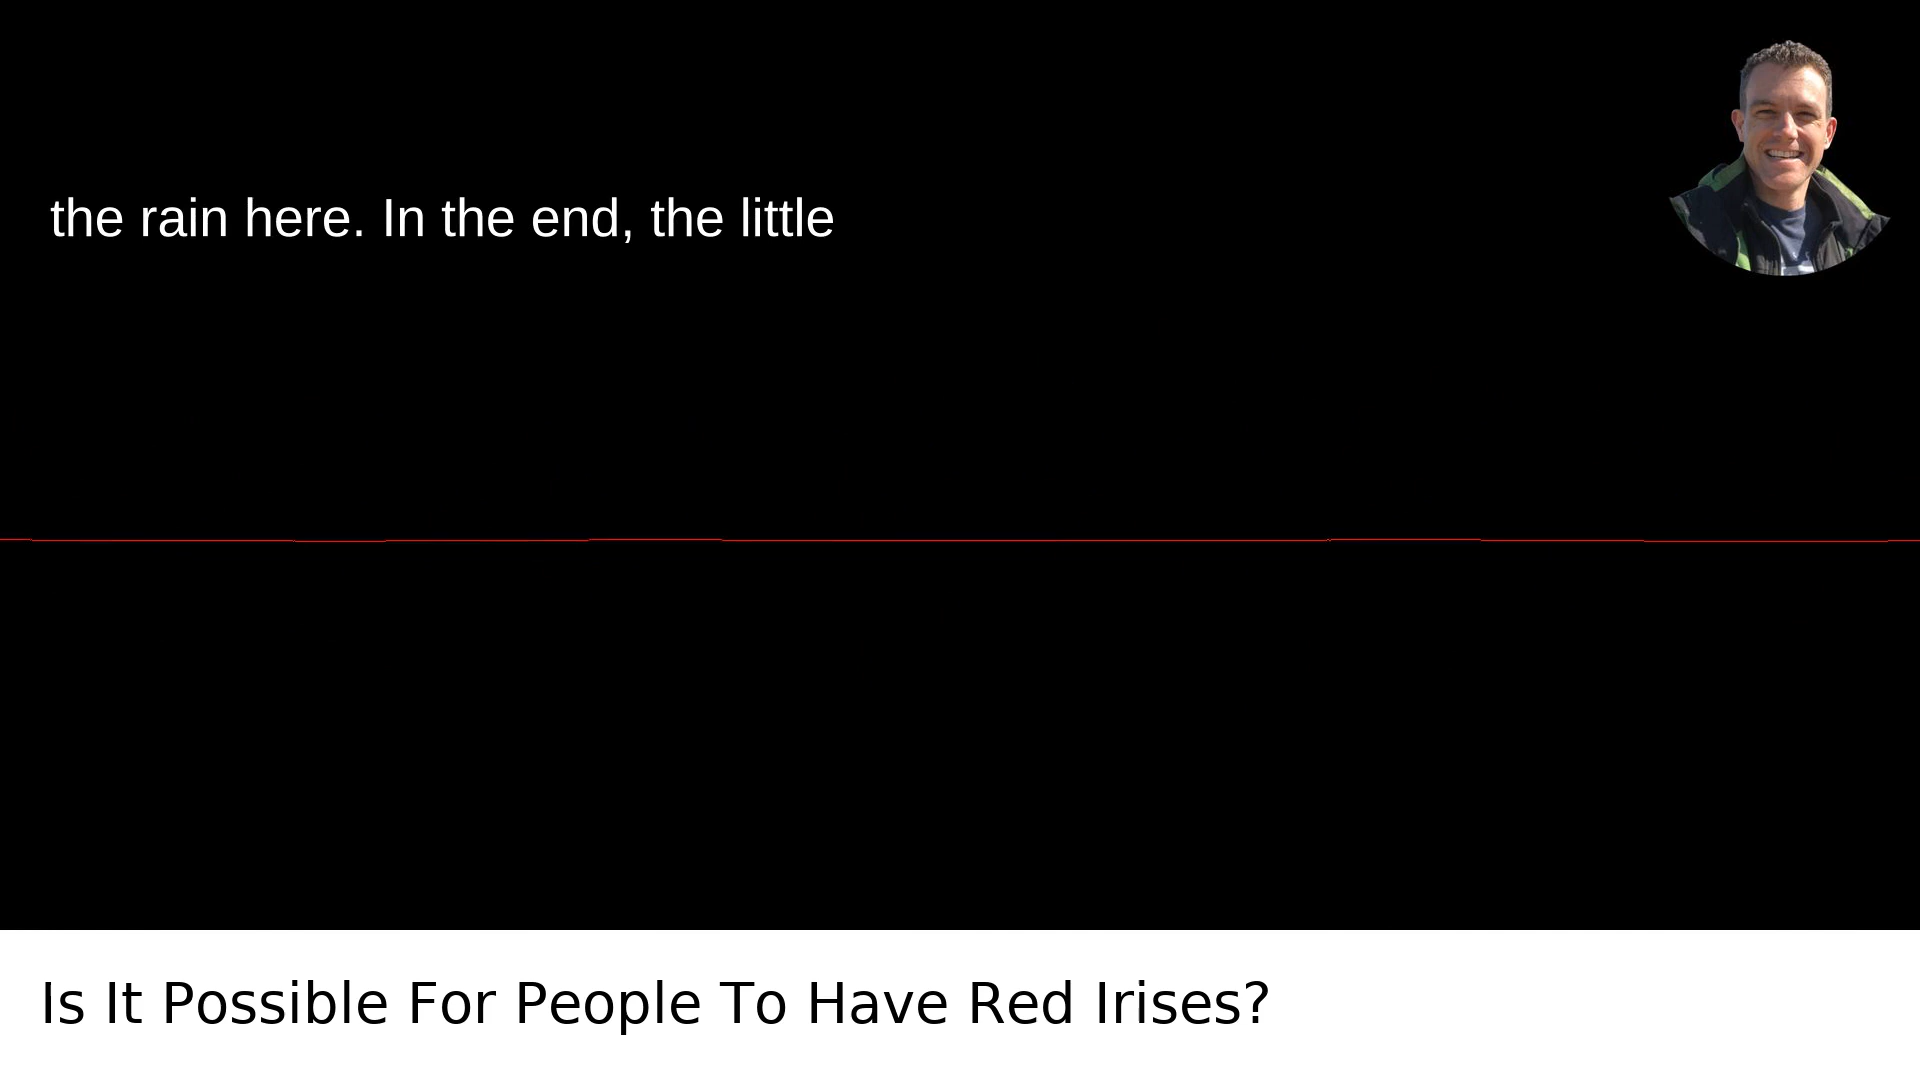 the rain here. In the end, the little
Is It Possible For People To Have Red Irises?